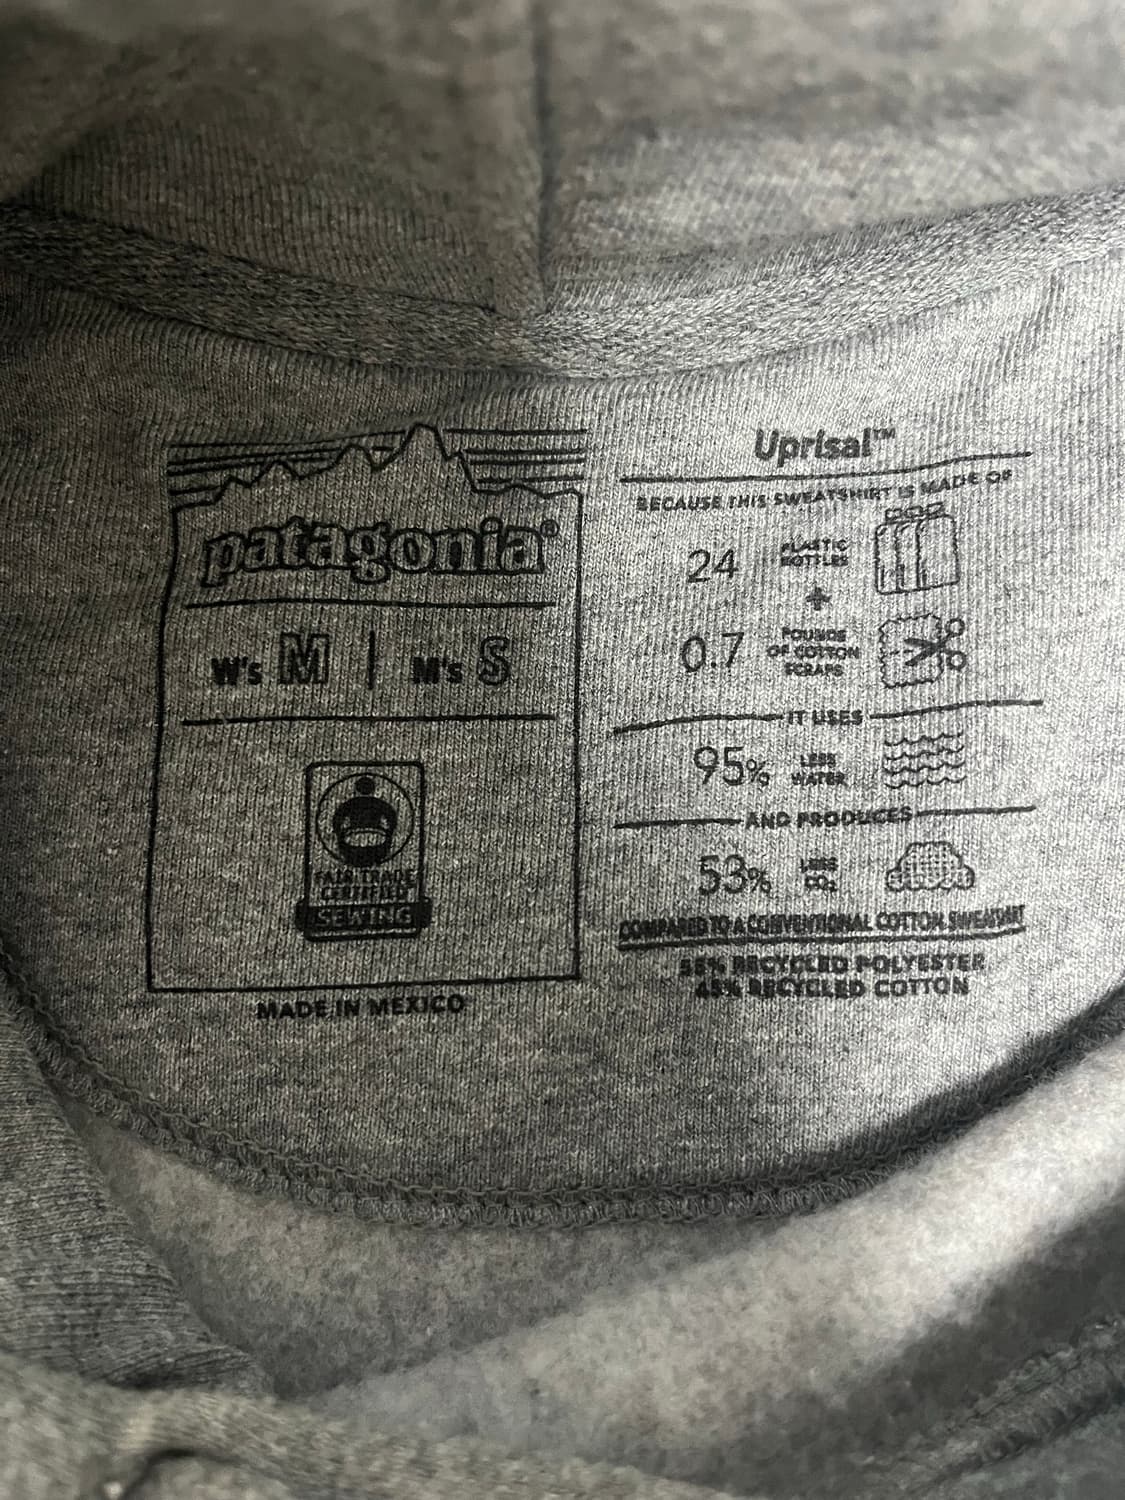 patagonia®
W's M | M's S
FAIR TRADE
CERTIFIED
SEWING
MADE IN MEXICO
Uprisal™
BECAUSE THIS SWEATSHIRT IS MADE OF
24 PLASTIC
BOTTLES
+
0.7 POUNDS
OF COTTON
SCRAPS
IT USES
95% LESS
WATER
AND PRODUCES
53% LESS
CO₂
COMPARED TO A CONVENTIONAL COTTON SWEATSHIRT
55% RECYCLED POLYESTER
45% RECYCLED COTTON